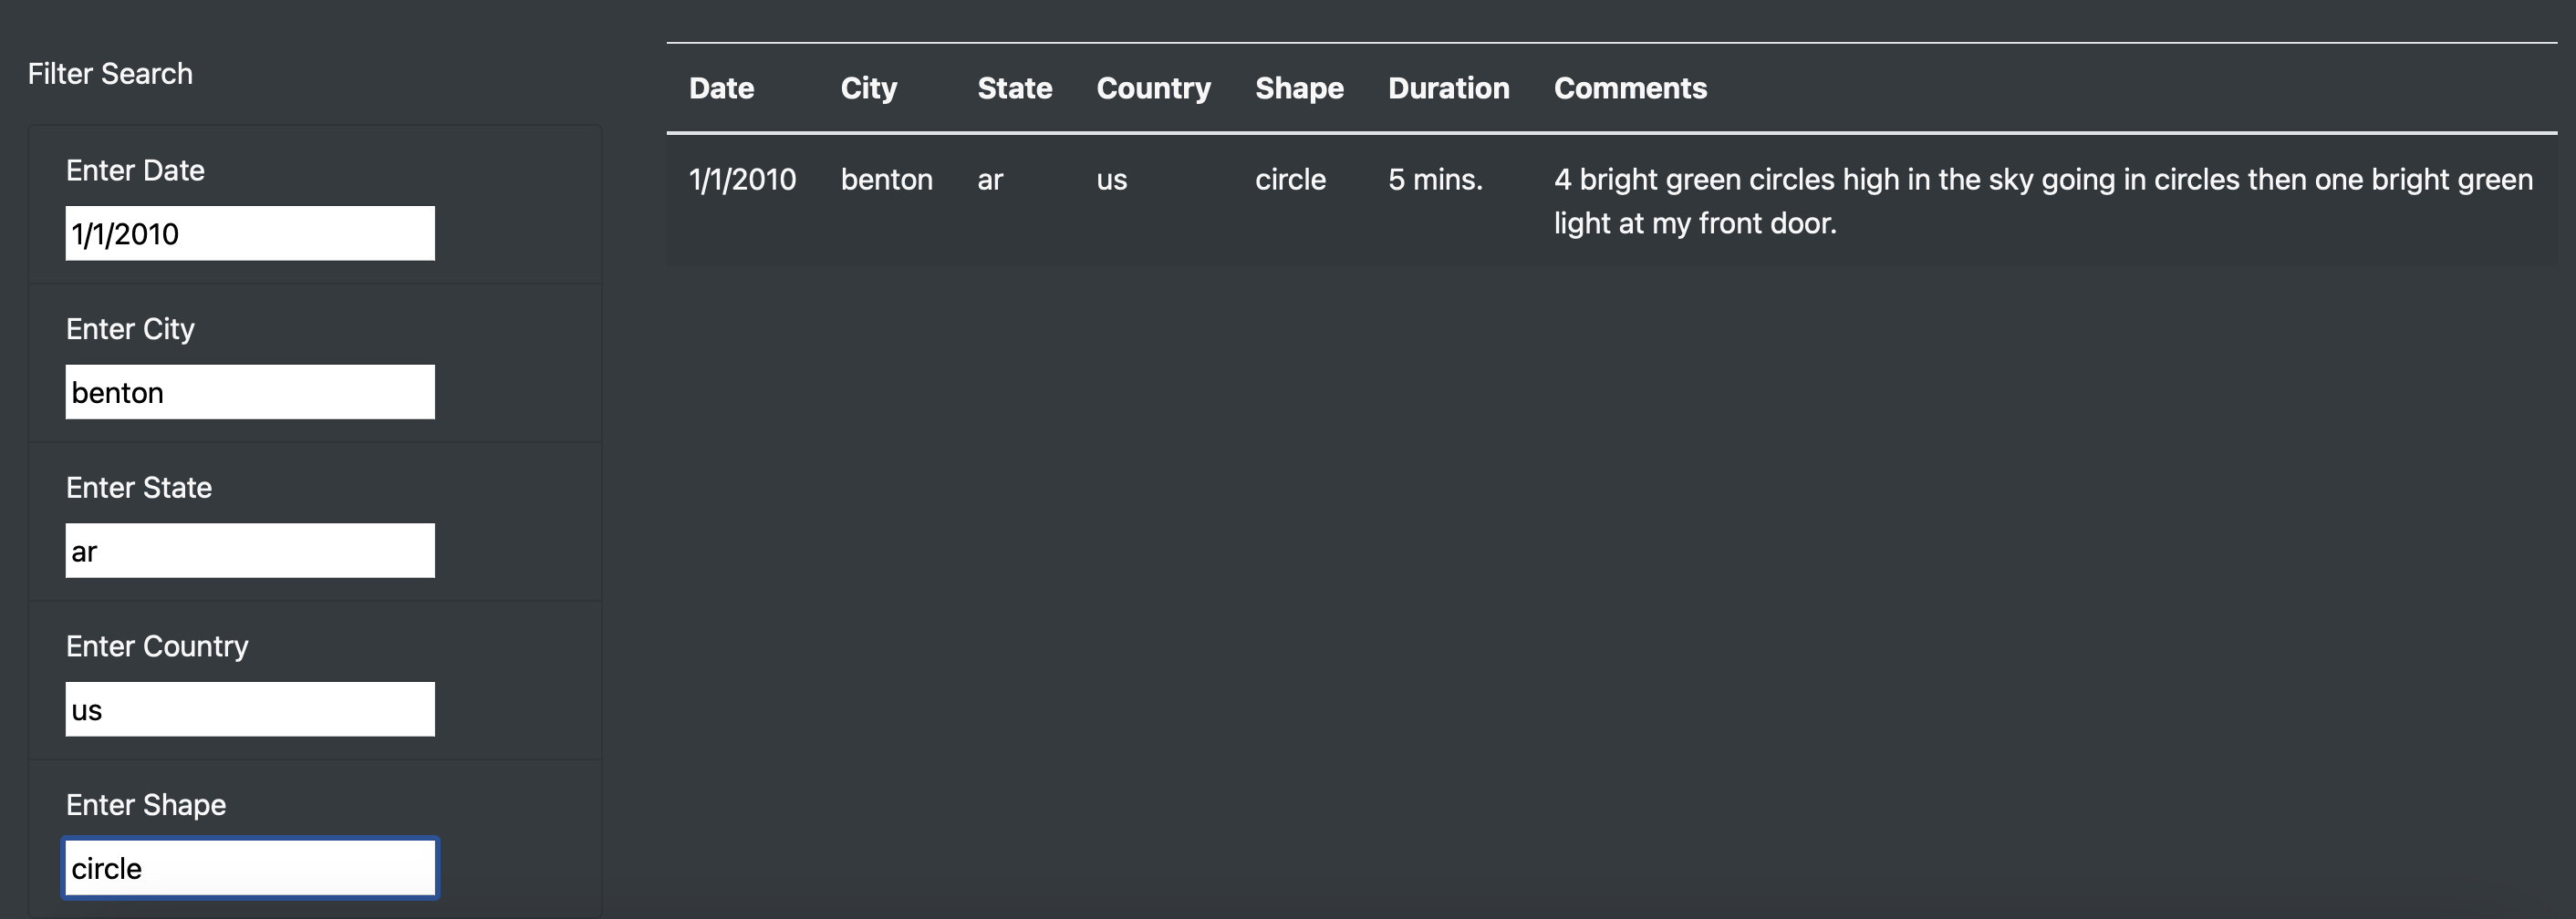 Filter Search
Enter Date
1/1/2010
Enter City
benton
Enter State
ar
Enter Country
us
Enter Shape
circle
Date City State Country Shape Duration Comments
1/1/2010 benton ar us circle 5 mins. 4 bright green circles high in the sky going in circles then one bright green
light at my front door.